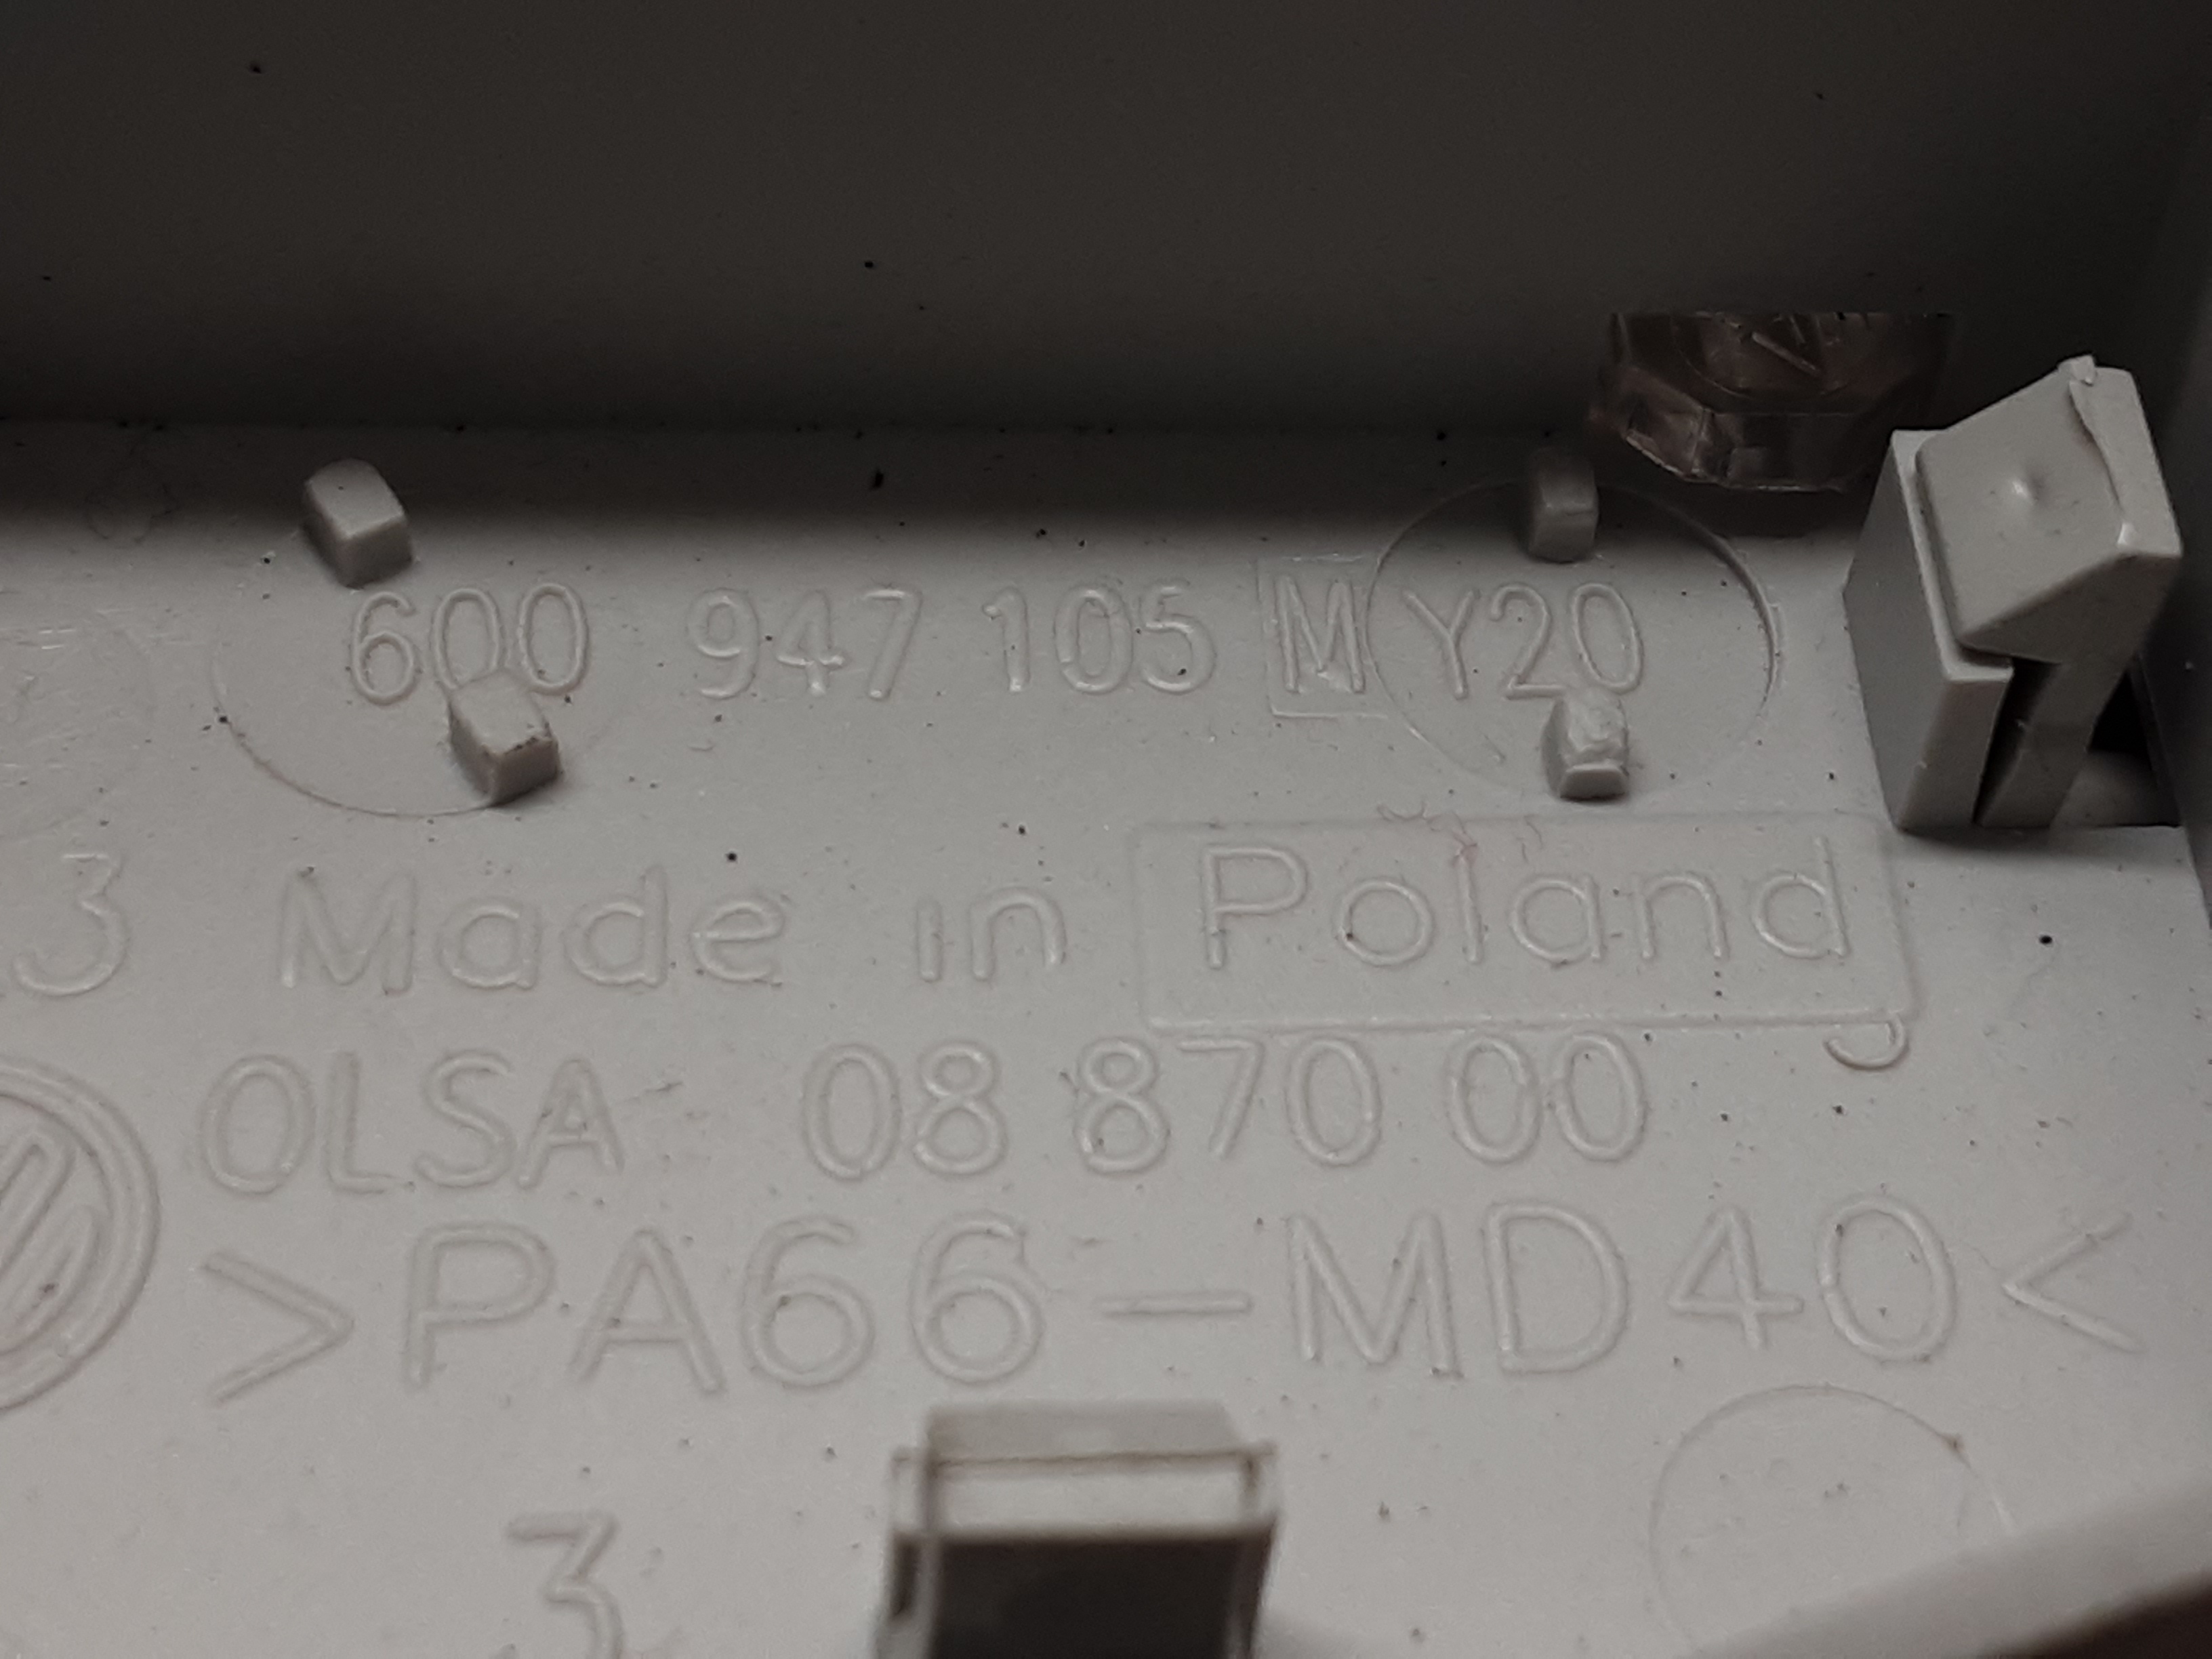 600 947 105 M Y20
3 Made in Poland
OLSA 08 870 00
>PA66-MD40<
3